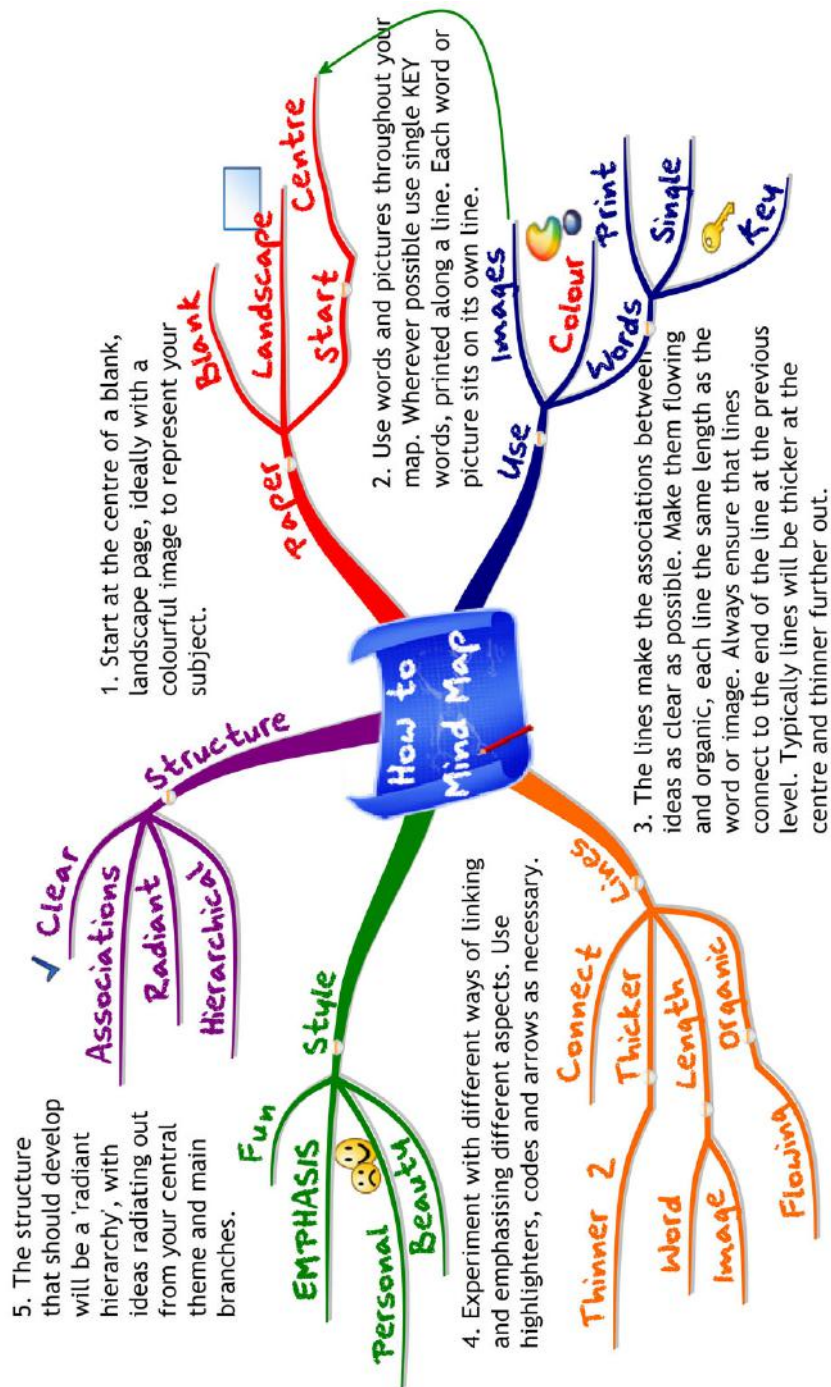 How to
Mind Map
1. Start at the centre of a blank,
landscape page, ideally with a
colourful image to represent your
subject.
Paper
Blank
Landscape
Start
Centre
2. Use words and pictures throughout your
map. Wherever possible use single KEY
words, printed along a line. Each word or
picture sits on its own line.
Use
Images
Colour
Words
Print
Single
Key
3. The lines make the associations between
ideas as clear as possible. Make them flowing
and organic, each line the same length as the
word or image. Always ensure that lines
connect to the end of the line at the previous
level. Typically lines will be thicker at the
centre and thinner further out.
Lines
Connect
Thicker
Thinner 2
Length
Word
Image
Organic
Flowing
4. Experiment with different ways of linking
and emphasising different aspects. Use
highlighters, codes and arrows as necessary.
Style
Fun
EMPHASIS
Personal
Beauty
5. The structure
that should develop
will be a 'radiant
hierarchy', with
ideas radiating out
from your central
theme and main
branches.
Structure
Clear
Associations
Radiant
Hierarchical